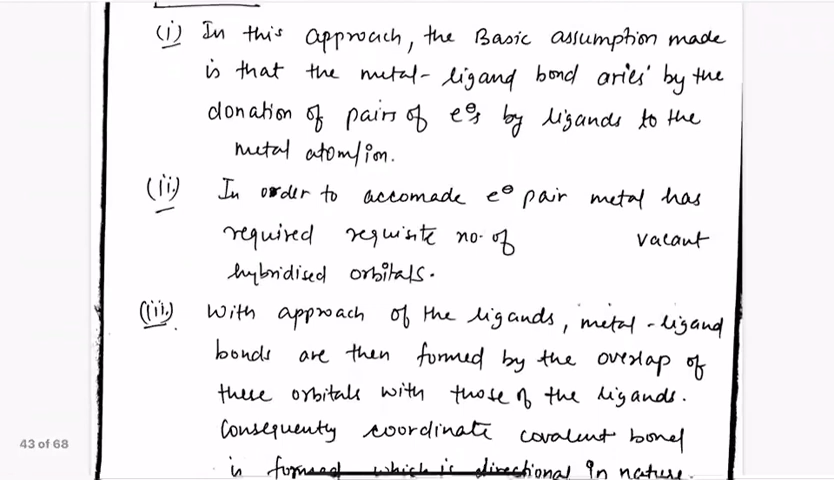 (i) In this approach, the Basic assumption made
is that the metal-ligand bond aries by the
donation of pairs of e⊖s by ligands to the
metal atom/ion.
(ii) In order to accomade e⊖ pair metal has
required requisite no. of vacant
hybridised orbitals.
(iii) With approach of the ligands, metal-ligand
bonds are then formed by the overlap of
these orbitals with those of the ligands.
Consequenty coordinate covalent bond
is formed which is directional in nature.
43 of 68